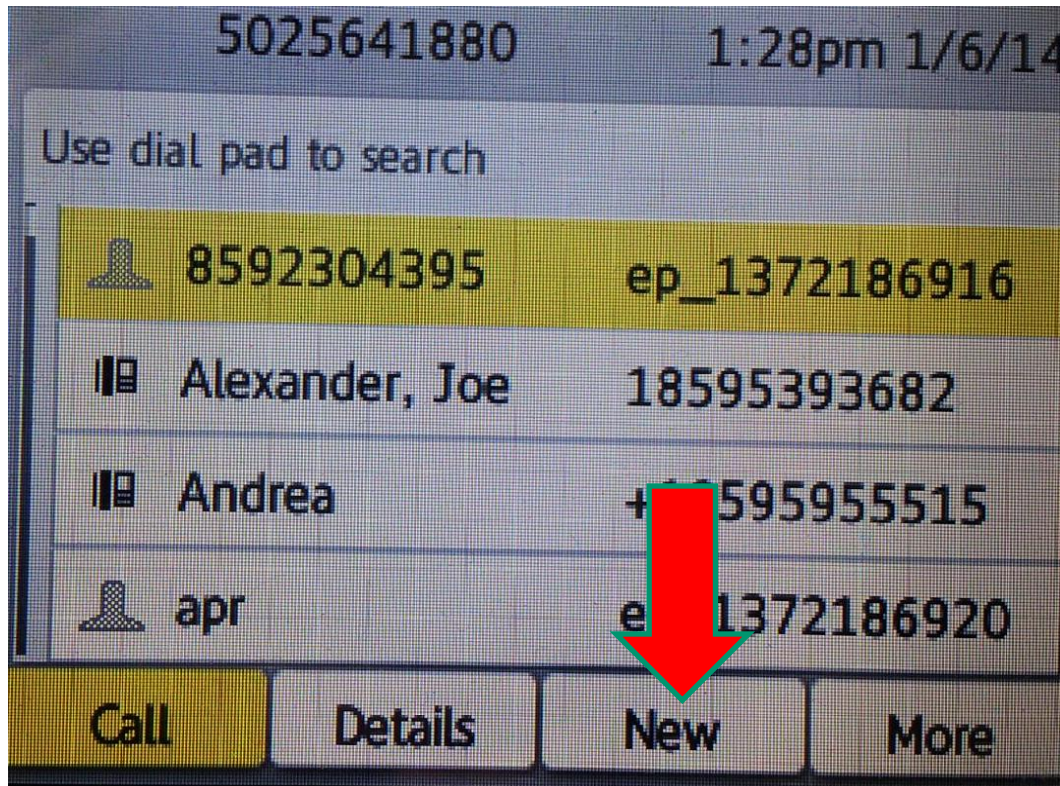 5025641880 1:28pm 1/6/14
Use dial pad to search
8592304395 ep_1372186916
Alexander, Joe 18595393682
Andrea 595955515
apr 1372186920
Call Details New More